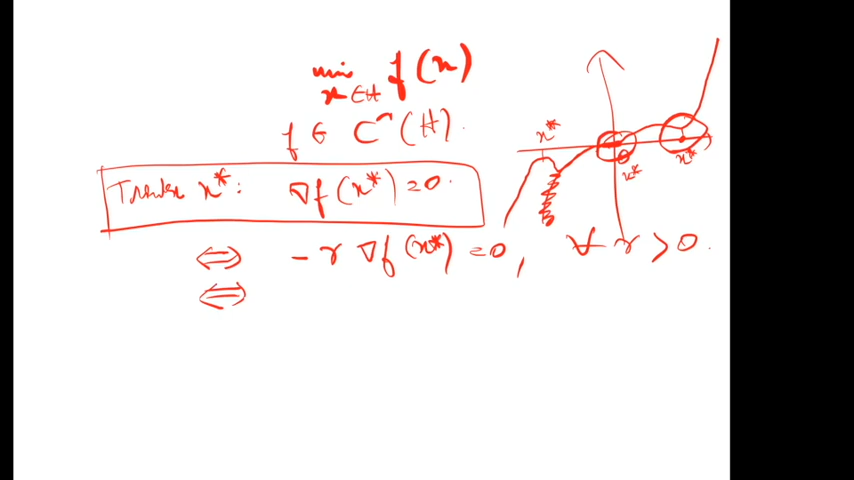 min f(x)
x∈H
f ∈ C¹(H).
x*
Trouver x*: ∇f(x*) = 0.
x*
x*
⇔ - γ ∇f(x*) = 0, ∀ γ > 0.
⇔